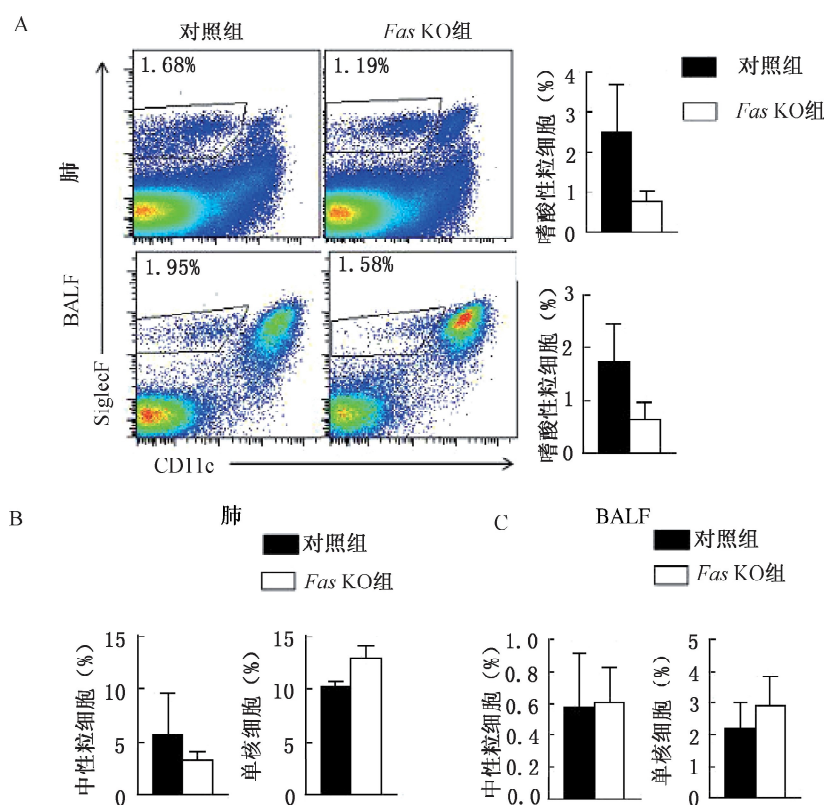 A
对照组
Fas KO组
1.68%
1.19%
肺
4
3
2
1
0
嗜酸性粒细胞 (%)
对照组
Fas KO组
1.95%
1.58%
BALF
SiglecF
CD11c
3
2
1
0
嗜酸性粒细胞 (%)
B
肺
对照组
Fas KO组
15
10
5
0
中性粒细胞 (%)
15
10
5
0
单核细胞 (%)
C
BALF
对照组
Fas KO组
1.0
0.8
0.6
0.4
0.2
0.0
中性粒细胞 (%)
5
4
3
2
1
0
单核细胞 (%)